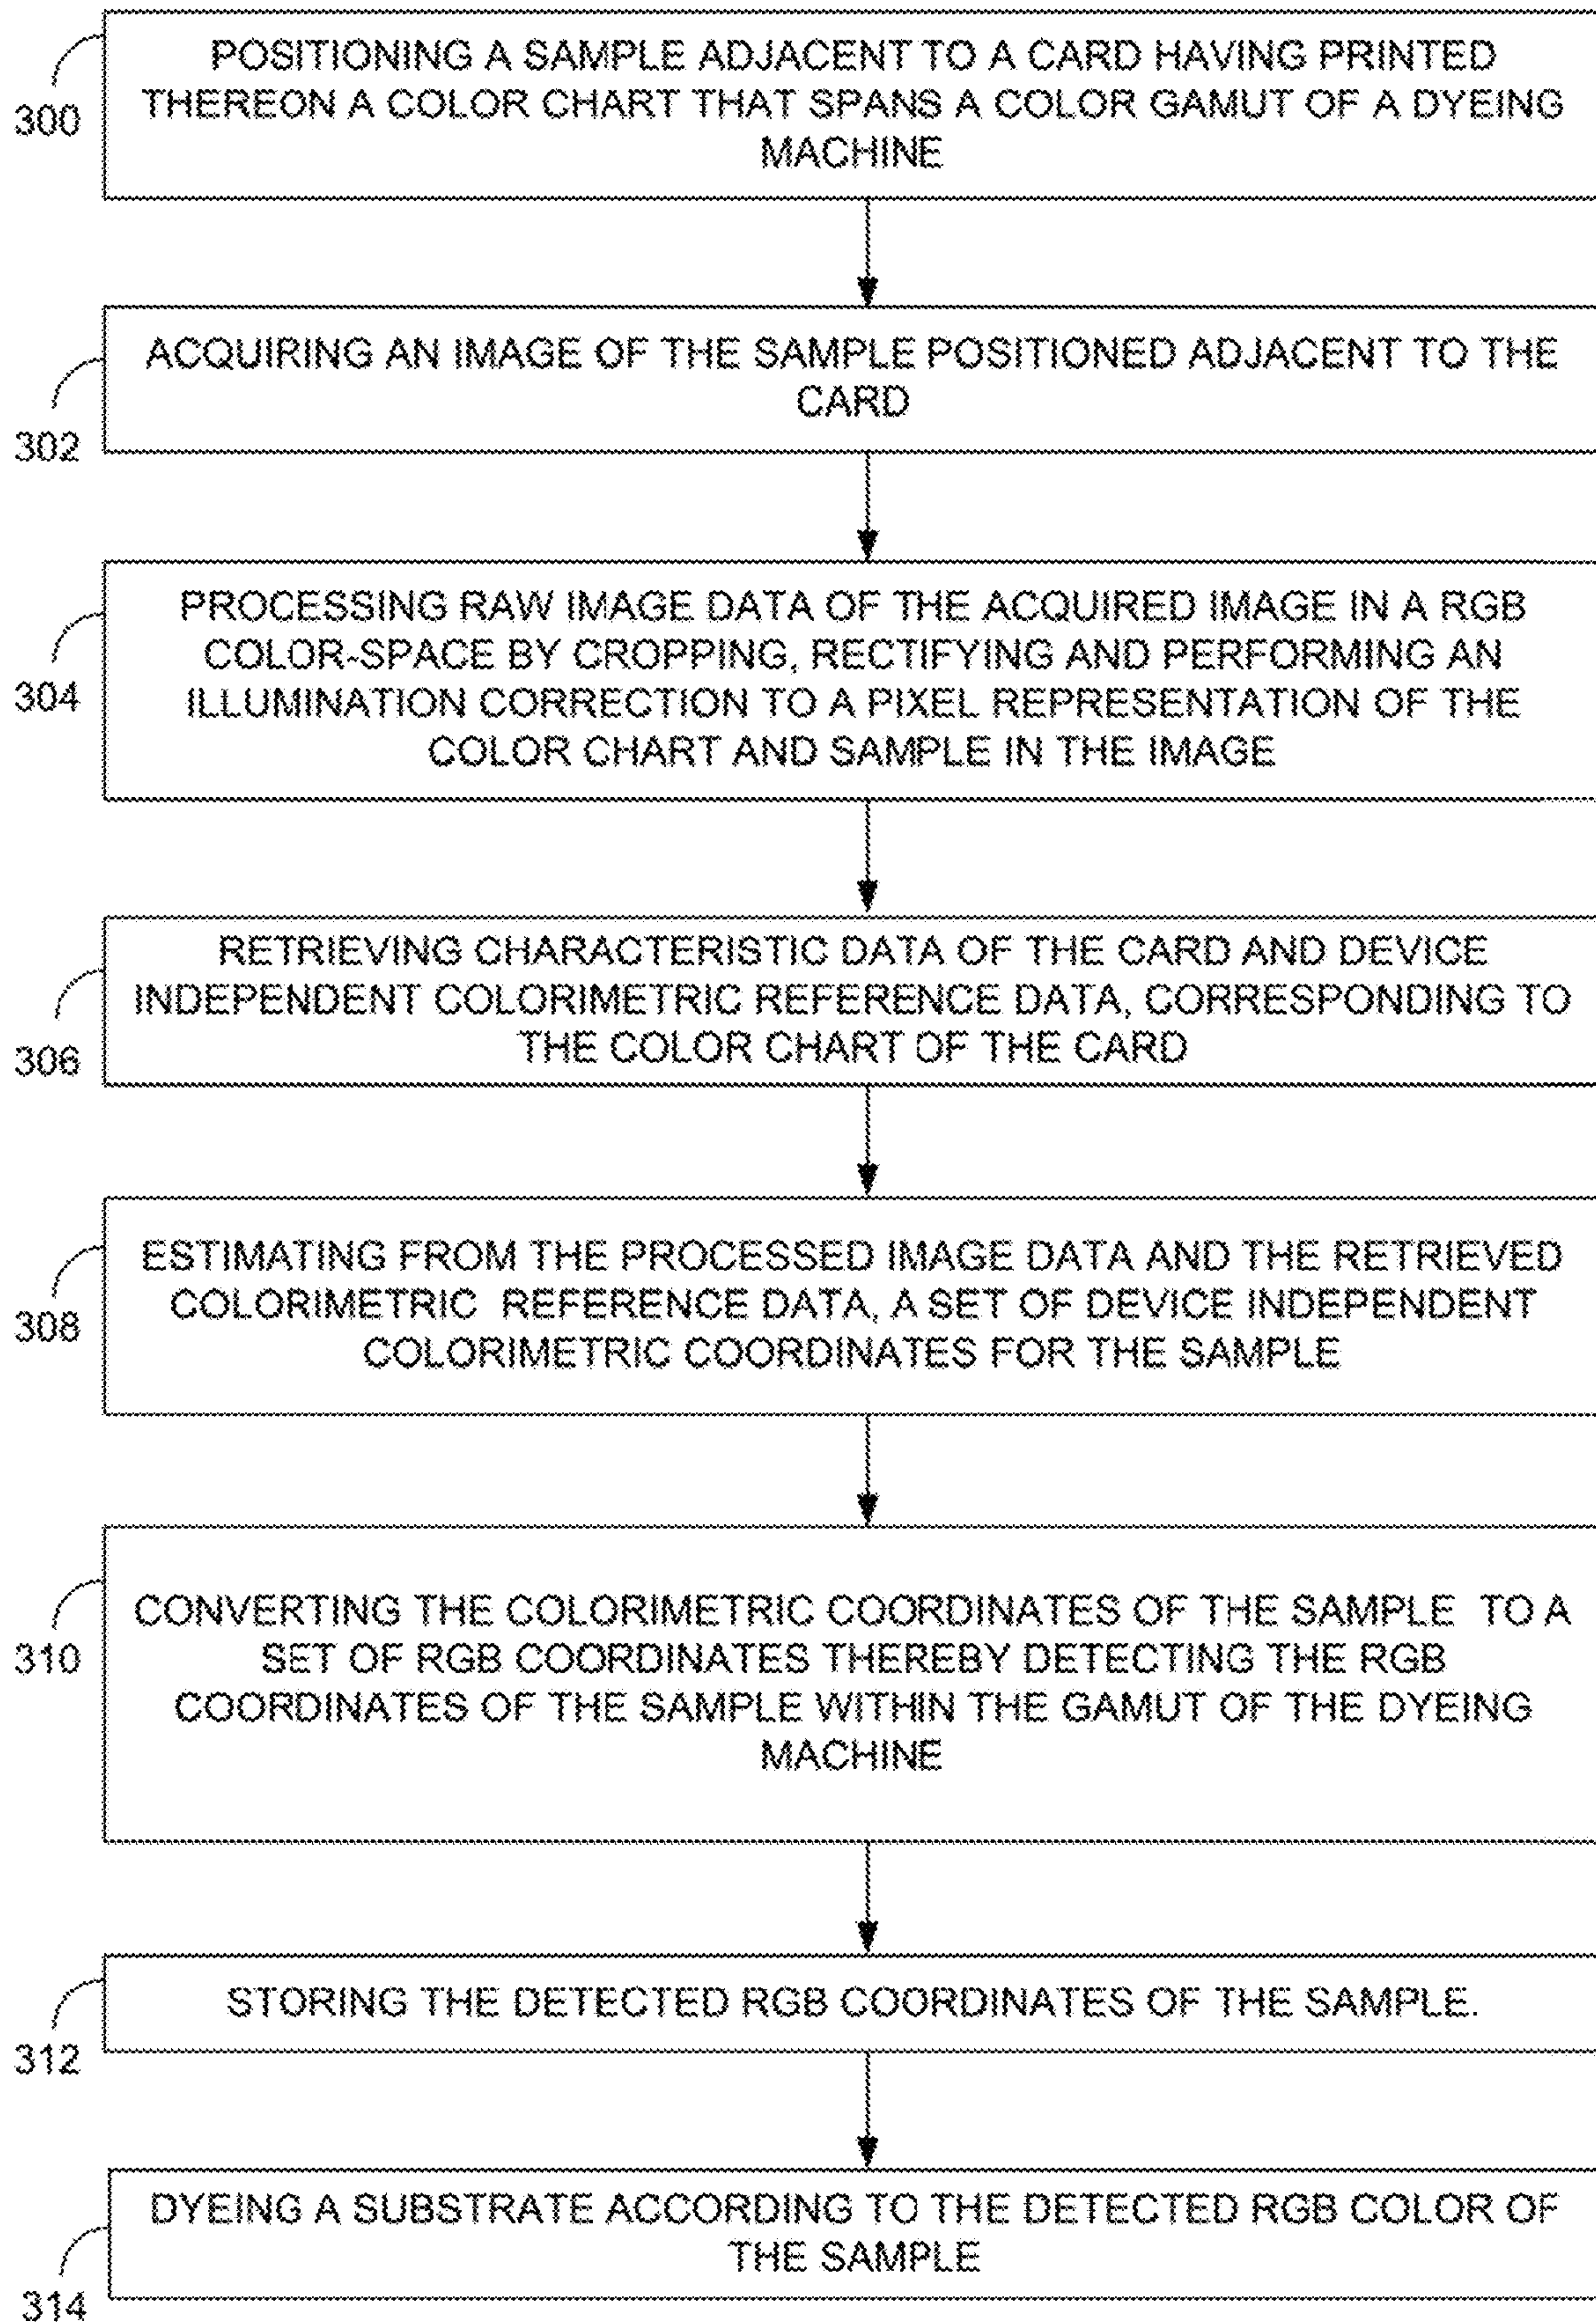 POSITIONING A SAMPLE ADJACENT TO A CARD HAVING PRINTED
THEREON A COLOR CHART THAT SPANS A COLOR GAMUT OF A DYEING
MACHINE
300
ACQUIRING AN IMAGE OF THE SAMPLE POSITIONED ADJACENT TO THE
CARD
302
PROCESSING RAW IMAGE DATA OF THE ACQUIRED IMAGE IN A RGB
COLOR-SPACE BY CROPPING, RECTIFYING AND PERFORMING AN
ILLUMINATION CORRECTION TO A PIXEL REPRESENTATION OF THE
COLOR CHART AND SAMPLE IN THE IMAGE
304
RETRIEVING CHARACTERISTIC DATA OF THE CARD AND DEVICE
INDEPENDENT COLORIMETRIC REFERENCE DATA, CORRESPONDING TO
THE COLOR CHART OF THE CARD
306
ESTIMATING FROM THE PROCESSED IMAGE DATA AND THE RETRIEVED
COLORIMETRIC REFERENCE DATA, A SET OF DEVICE INDEPENDENT
COLORIMETRIC COORDINATES FOR THE SAMPLE
308
CONVERTING THE COLORIMETRIC COORDINATES OF THE SAMPLE TO A
SET OF RGB COORDINATES THEREBY DETECTING THE RGB
COORDINATES OF THE SAMPLE WITHIN THE GAMUT OF THE DYEING
MACHINE
310
STORING THE DETECTED RGB COORDINATES OF THE SAMPLE.
312
DYEING A SUBSTRATE ACCORDING TO THE DETECTED RGB COLOR OF
THE SAMPLE
314